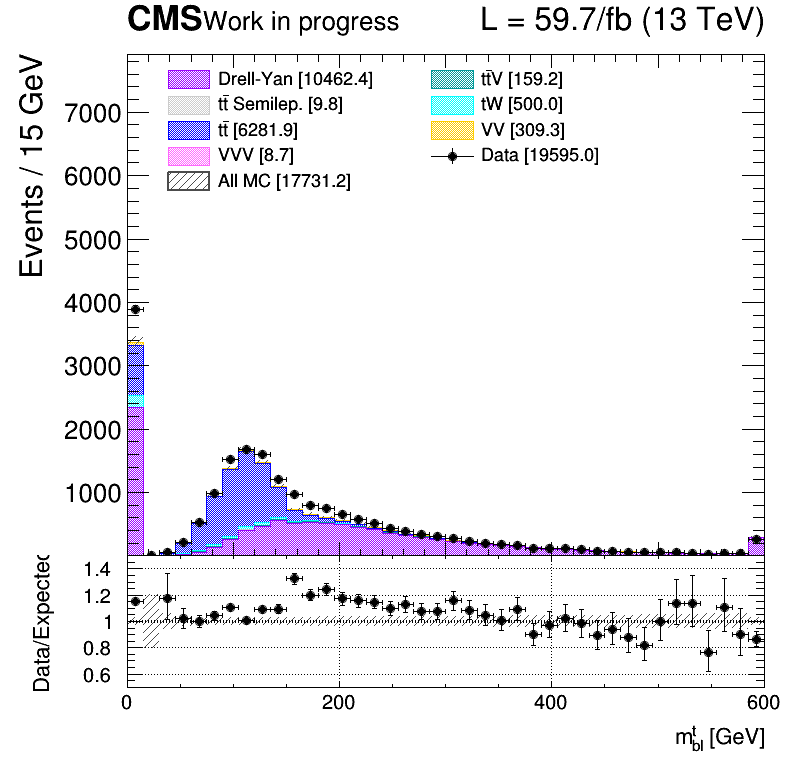 CMS Work in progress L = 59.7/fb (13 TeV)
Events / 15 GeV
Drell-Yan [10462.4]
tt̄ Semilep. [9.8]
tt̄ [6281.9]
VVV [8.7]
All MC [17731.2]
tt̄V [159.2]
tW [500.0]
VV [309.3]
Data [19595.0]
7000
6000
5000
4000
3000
2000
1000
Data/Expected
1.4
1.2
1
0.8
0.6
0 200 400 600
m^t_bl [GeV]